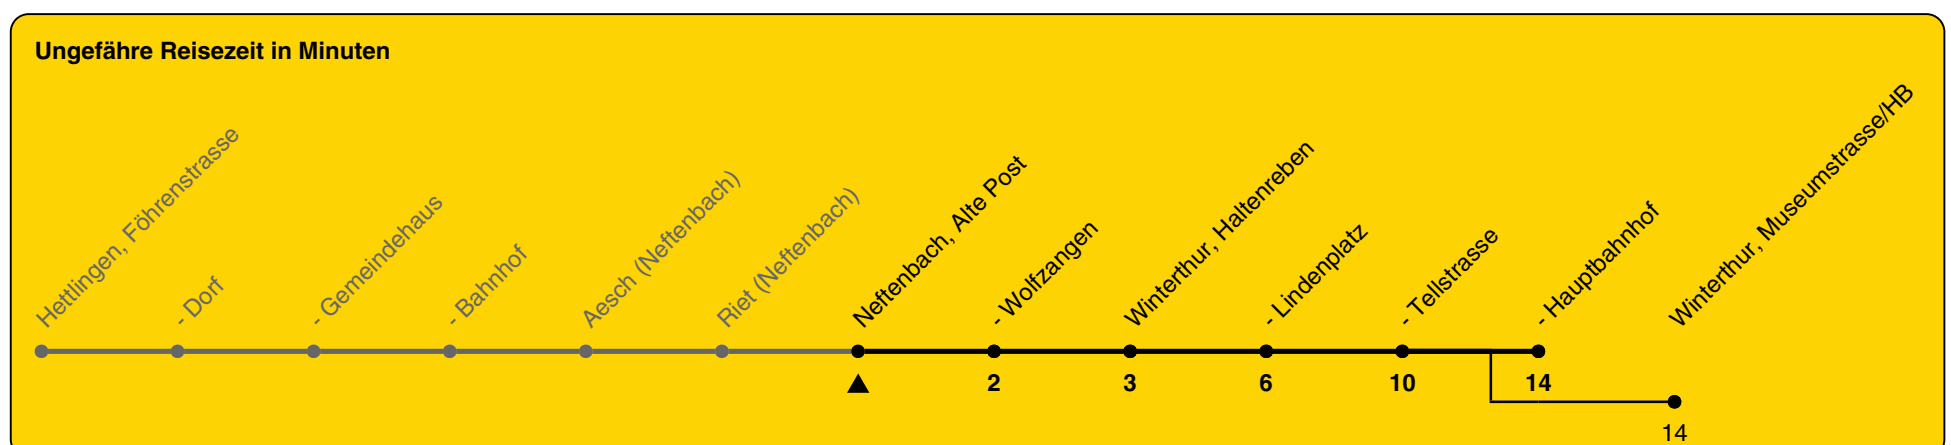 Ungefähre Reisezeit in Minuten
Hettlingen, Föhrenstrasse
- Dorf
- Gemeindehaus
- Bahnhof
Aesch (Neftenbach)
Riet (Neftenbach)
Neftenbach, Alte Post
- Wolfzangen
Winterthur, Haltenreben
- Lindenplatz
- Tellstrasse
- Hauptbahnhof
Winterthur, Museumstrasse/HB
2 3 6 10 14
14